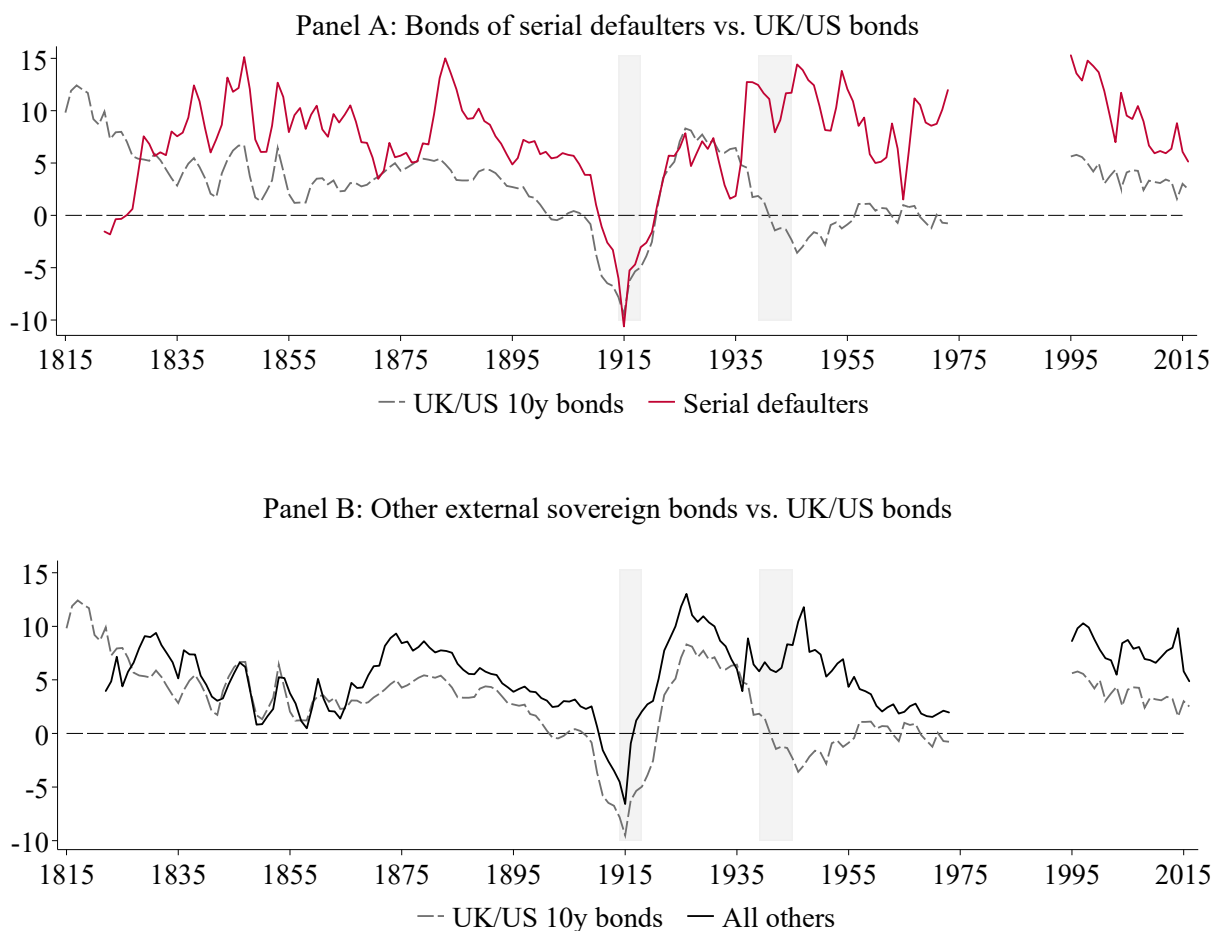 Panel A: Bonds of serial defaulters vs. UK/US bonds
15
10
5
0
-5
-10
1815 1835 1855 1875 1895 1915 1935 1955 1975 1995 2015
UK/US 10y bonds Serial defaulters
Panel B: Other external sovereign bonds vs. UK/US bonds
15
10
5
0
-5
-10
1815 1835 1855 1875 1895 1915 1935 1955 1975 1995 2015
UK/US 10y bonds All others